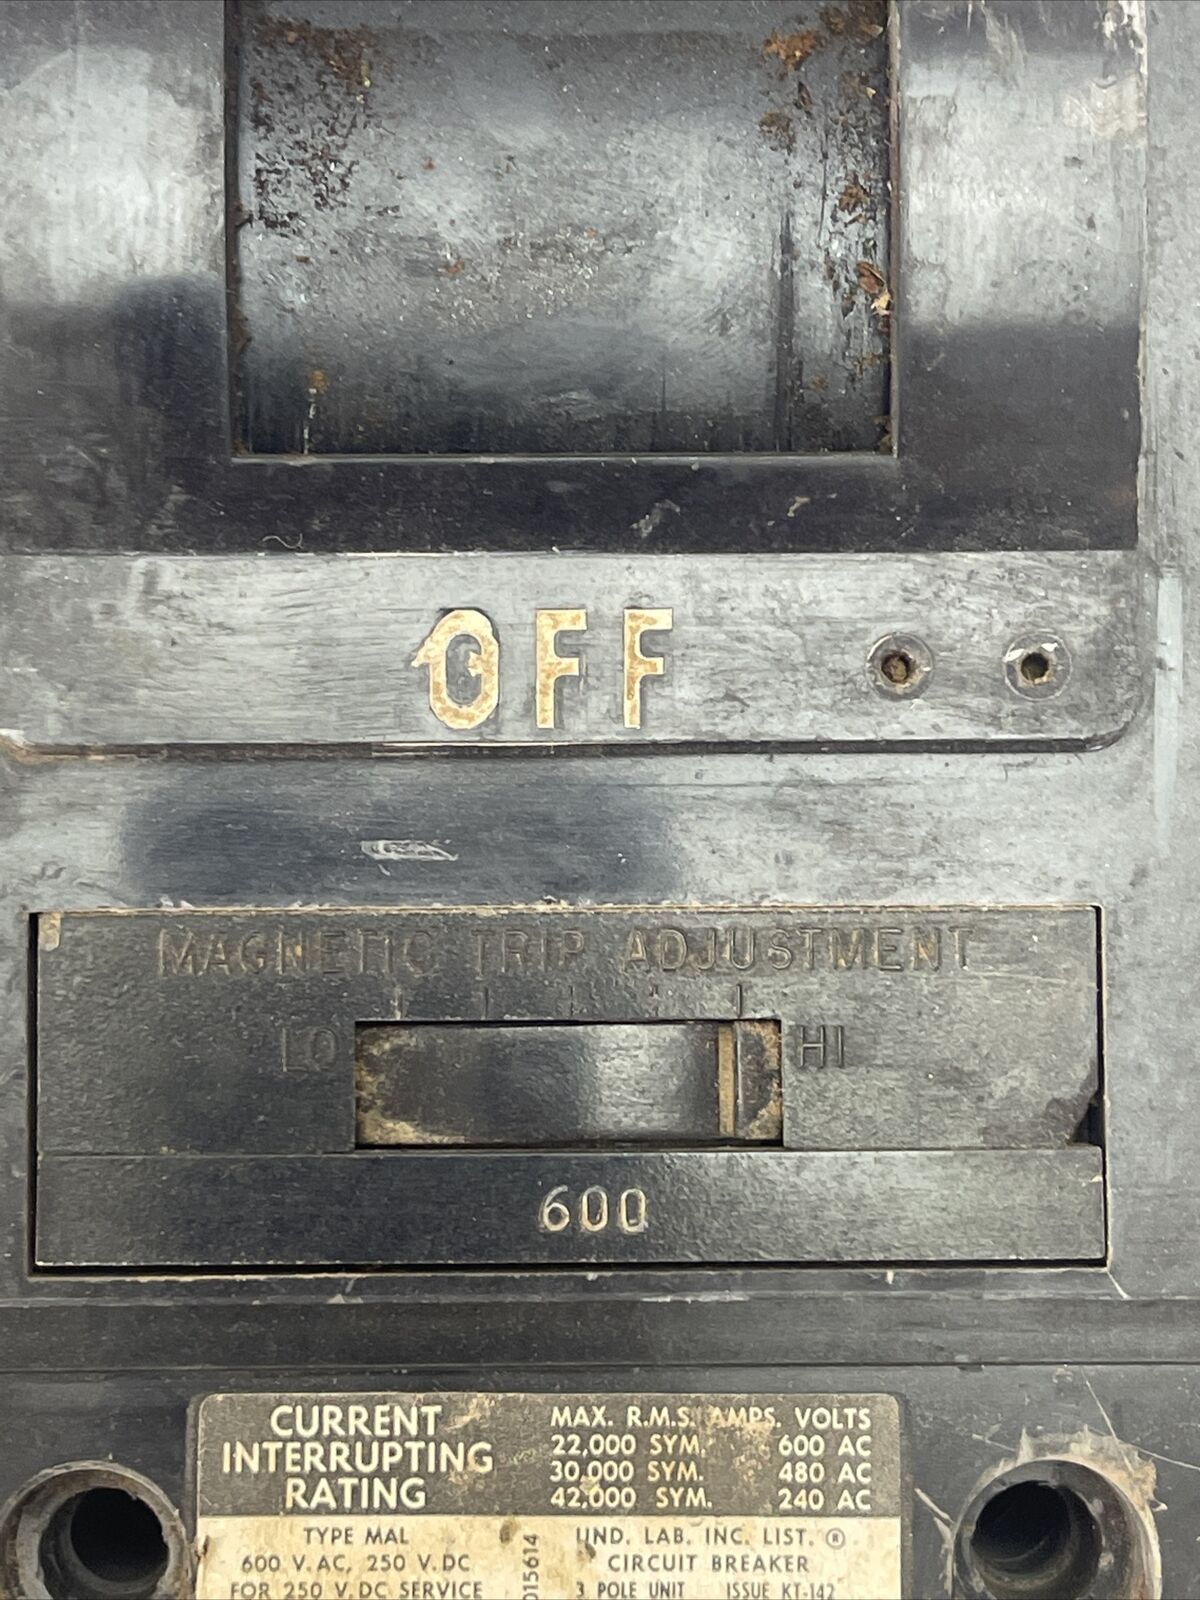 OFF
MAGNETIC TRIP ADJUSTMENT
LO HI
600
CURRENT INTERRUPTING RATING
MAX. R.M.S. AMPS. VOLTS
22,000 SYM. 600 AC
30,000 SYM. 480 AC
42,000 SYM. 240 AC
TYPE MAL
600 V.AC, 250 V.DC
FOR 250 V.DC SERVICE
015614
UND. LAB. INC. LIST. ®
CIRCUIT BREAKER
3 POLE UNIT ISSUE KT-142